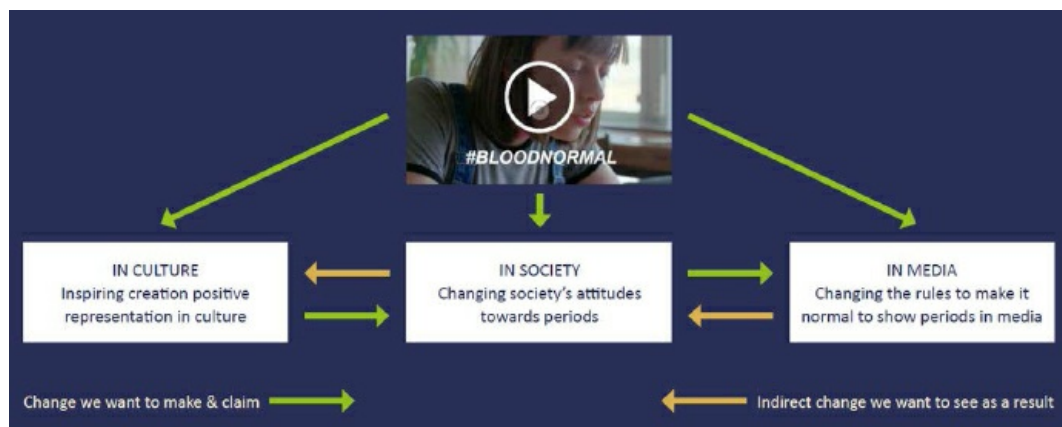 #BLOODNORMAL
IN CULTURE
Inspiring creation positive
representation in culture
IN SOCIETY
Changing society's attitudes
towards periods
IN MEDIA
Changing the rules to make it
normal to show periods in media
Change we want to make & claim
Indirect change we want to see as a result